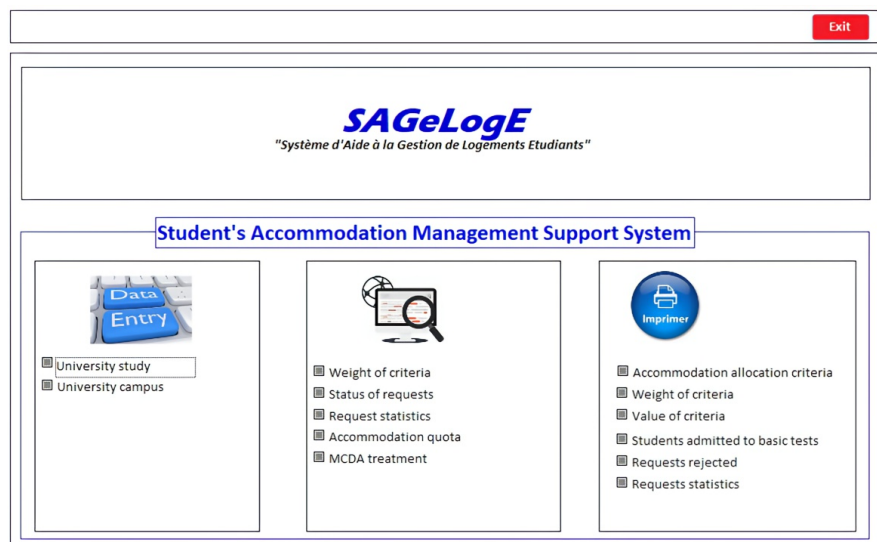 Exit
SAGeLogE
"Système d'Aide à la Gestion de Logements Etudiants"
Student's Accommodation Management Support System
Data
Entry
University study
University campus
Weight of criteria
Status of requests
Request statistics
Accommodation quota
MCDA treatment
Imprimer
Accommodation allocation criteria
Weight of criteria
Value of criteria
Students admitted to basic tests
Requests rejected
Requests statistics